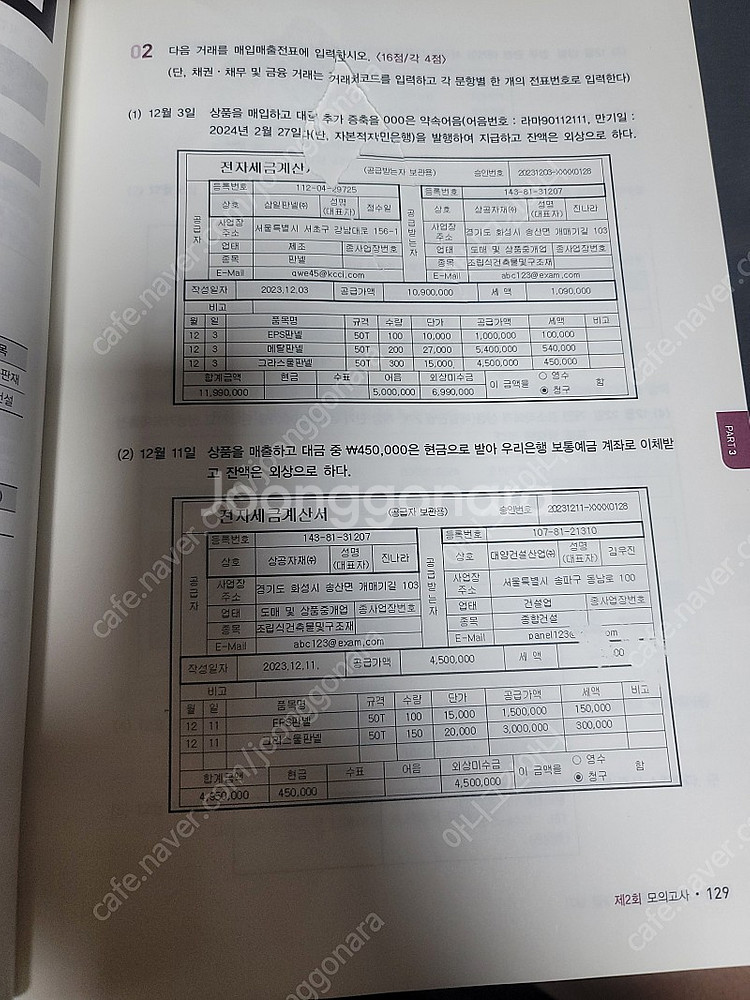 02 다음 거래를 매입매출전표에 입력하시오. <16점/각 4점>
(단, 채권·채무 및 금융 거래는 거래처코드를 입력하고 각 문항별 한 개의 전표번호로 입력한다)
(1) 12월 3일 상품을 매입하고 대금 추가 증축을 000은 약속어음(어음번호 : 라마90112111, 만기일 :
2024년 2월 27일 자본적지 민은행)을 발행하여 지급하고 잔액은 외상으로 하다.
전자세금계산 (공급받는자 보관용) 승인번호 20231203-XXXX0128
공급자 공급받는자
등록번호 112-04-29725 등록번호 143-81-31207
상호 삼일판넬㈜ 성명(대표자) 정수일 상호 상공자재㈜ 성명(대표자) 진나라
사업장주소 서울특별시 서초구 강남대로 156-1 사업장주소 경기도 화성시 송산면 개매기길 103
업태 제조 종사업장번호 업태 도매 및 상품중개업 종사업장번호
종목 판넬 종목 조립식건축물및구조재
E-Mail qwe45@kcci.com E-Mail abc123@exam.com
작성일자 2023.12.03 공급가액 10,900,000 세 액 1,090,000
비고
월 일 품목명 규격 수량 단가 공급가액 세액 비고
12 3 EPS판넬 50T 100 10,000 1,000,000 100,000
12 3 메탈판넬 50T 200 27,000 5,400,000 540,000
12 3 그라스울판넬 50T 300 15,000 4,500,000 450,000
합계금액 현금 수표 어음 외상미수금 이 금액을 ○ 영수 ◉ 청구 함
11,990,000 5,000,000 6,990,000
PART 3
(2) 12월 11일 상품을 매출하고 대금 중 ₩450,000은 현금으로 받아 우리은행 보통예금 계좌로 이체받
고 잔액은 외상으로 하다.
전자세금계산서 (공급자 보관용) 승인번호 20231211-XXXX0128
공급자 공급받는자
등록번호 143-81-31207 등록번호 107-81-21310
상호 상공자재㈜ 성명(대표자) 진나라 상호 대양건설산업㈜ 성명(대표자) 김우진
사업장주소 경기도 화성시 송산면 개매기길 103 사업장주소 서울특별시 송파구 동남로 100
업태 도매 및 상품중개업 종사업장번호 업태 건설업 종사업장번호
종목 조립식건축물및구조재 종목 종합건설
E-Mail abc123@exam.com E-Mail panel123 om
작성일자 2023.12.11. 공급가액 4,500,000 세 액 00
비고
월 일 품목명 규격 수량 단가 공급가액 세액 비고
12 11 EPS판넬 50T 100 15,000 1,500,000 150,000
12 11 그라스울판넬 50T 150 20,000 3,000,000 300,000
합계금액 현금 수표 어음 외상미수금 이 금액을 ○ 영수 ◉ 청구 함
4,950,000 450,000 4,500,000
제2회 모의고사 • 129
Joonggonara
cafe.naver.com/joonggonara